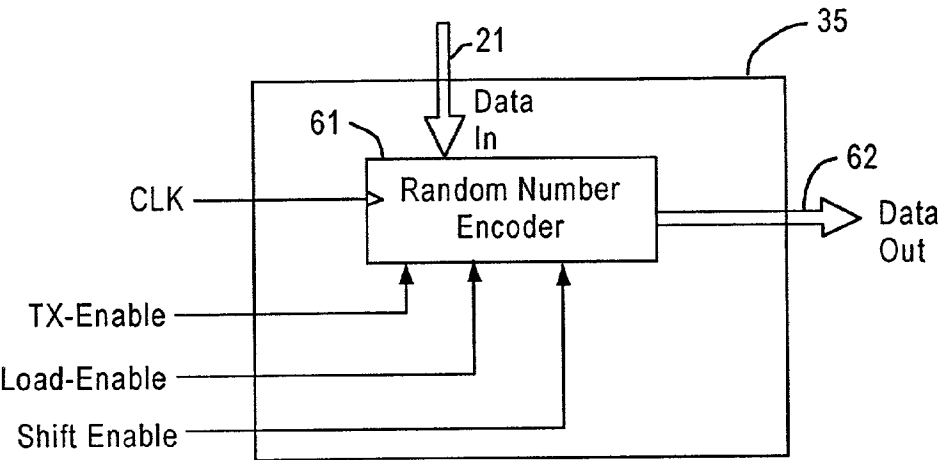 35
21
Data
In
61
62
CLK
Random Number
Encoder
Data
Out
TX-Enable
Load-Enable
Shift Enable